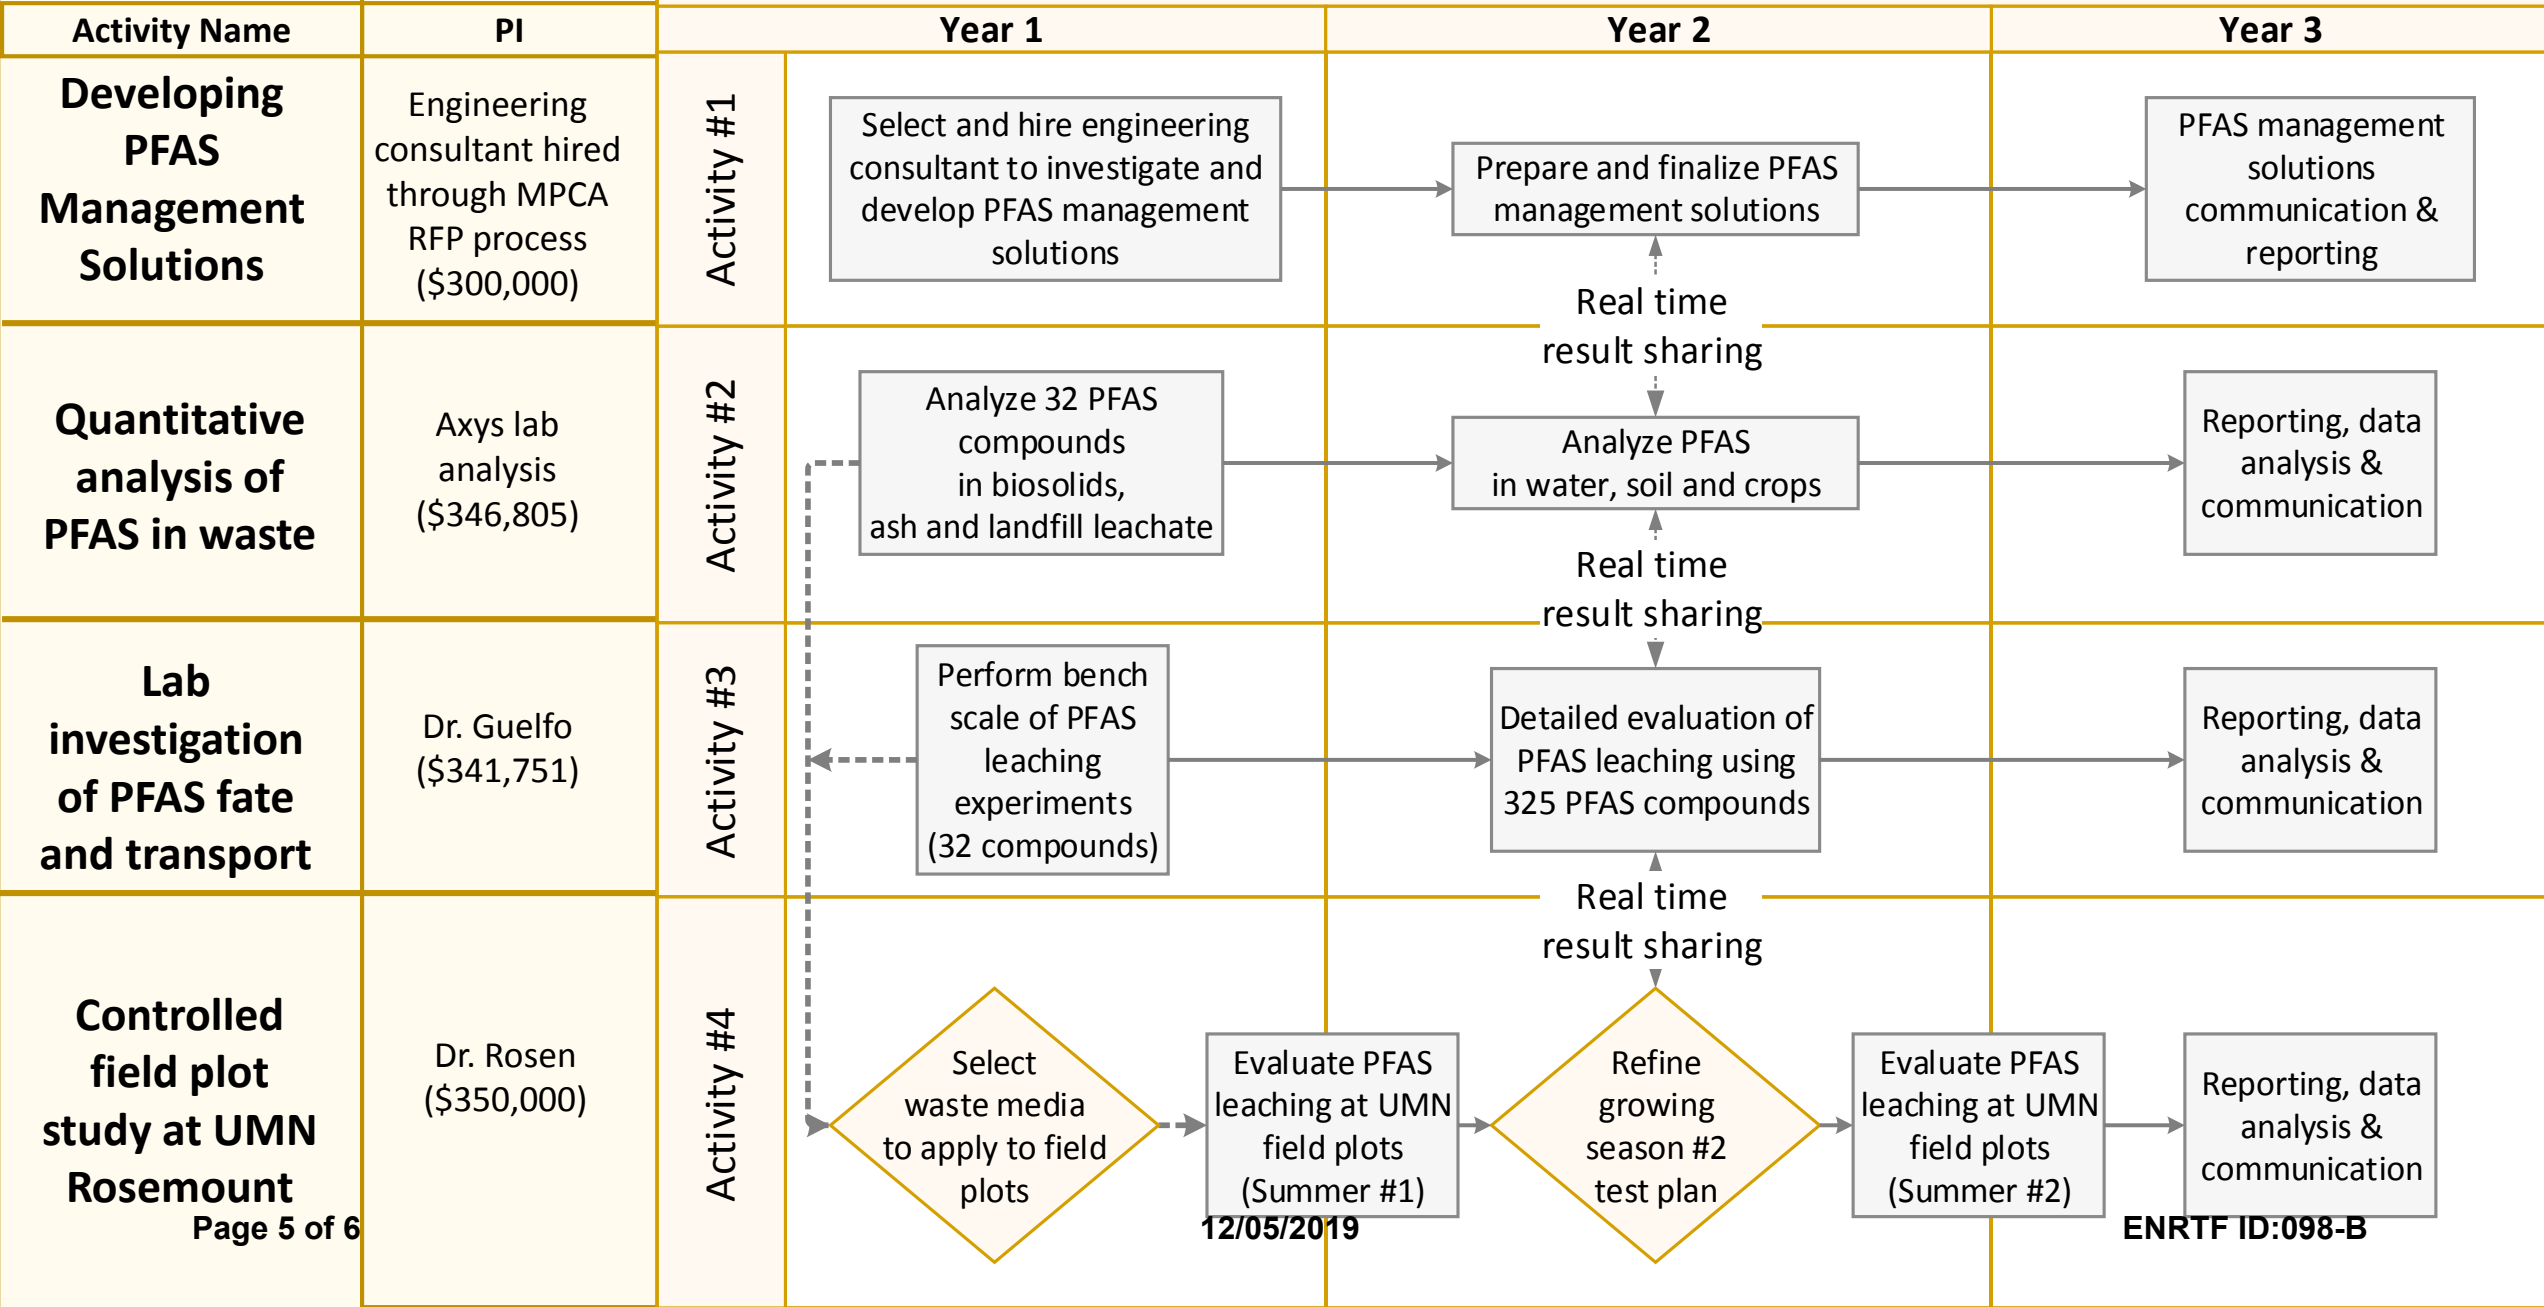 Activity Name
PI
Year 1
Year 2
Year 3
Developing
PFAS
Management
Solutions
Engineering
consultant hired
through MPCA
RFP process
($300,000)
Activity #1
Select and hire engineering
consultant to investigate and
develop PFAS management
solutions
Prepare and finalize PFAS
management solutions
PFAS management
solutions
communication &
reporting
Real time
result sharing
Quantitative
analysis of
PFAS in waste
Axys lab
analysis
($346,805)
Activity #2
Analyze 32 PFAS
compounds
in biosolids,
ash and landfill leachate
Analyze PFAS
in water, soil and crops
Reporting, data
analysis &
communication
Real time
result sharing
Lab
investigation
of PFAS fate
and transport
Dr. Guelfo
($341,751)
Activity #3
Perform bench
scale of PFAS
leaching
experiments
(32 compounds)
Detailed evaluation of
PFAS leaching using
325 PFAS compounds
Reporting, data
analysis &
communication
Real time
result sharing
Controlled
field plot
study at UMN
Rosemount
Dr. Rosen
($350,000)
Activity #4
Select
waste media
to apply to field
plots
Evaluate PFAS
leaching at UMN
field plots
(Summer #1)
Refine
growing
season #2
test plan
Evaluate PFAS
leaching at UMN
field plots
(Summer #2)
Reporting, data
analysis &
communication
Page 5 of 6
12/05/2019
ENRTF ID:098-B